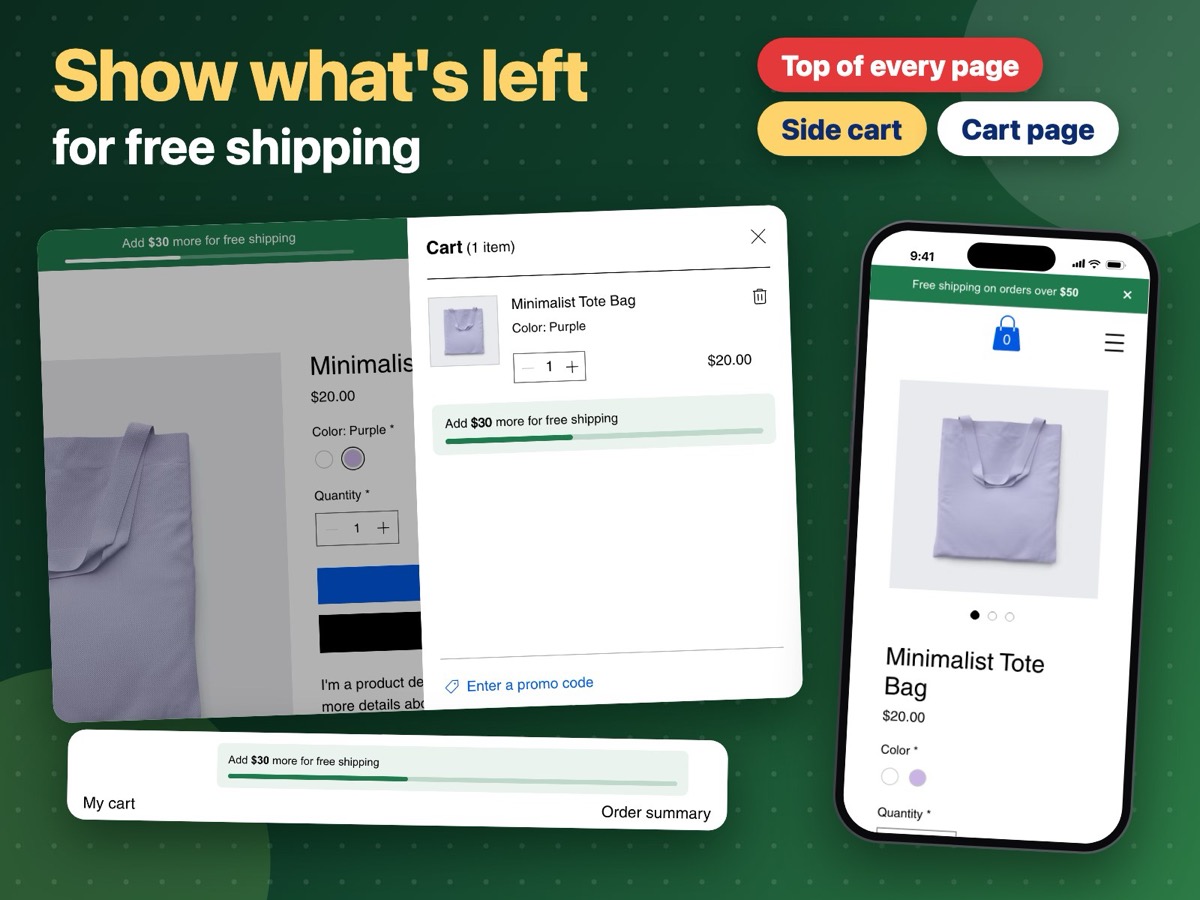 Show what's left
for free shipping
Top of every page
Side cart
Cart page
Add $30 more for free shipping
Minimalis
$20.00
Color: Purple *
Quantity *
1
I'm a product de
more details abo
Cart (1 item)
Minimalist Tote Bag
Color: Purple
1
$20.00
Add $30 more for free shipping
Enter a promo code
Add $30 more for free shipping
My cart
Order summary
9:41
Free shipping on orders over $50
0
Minimalist Tote
Bag
$20.00
Color *
Quantity *